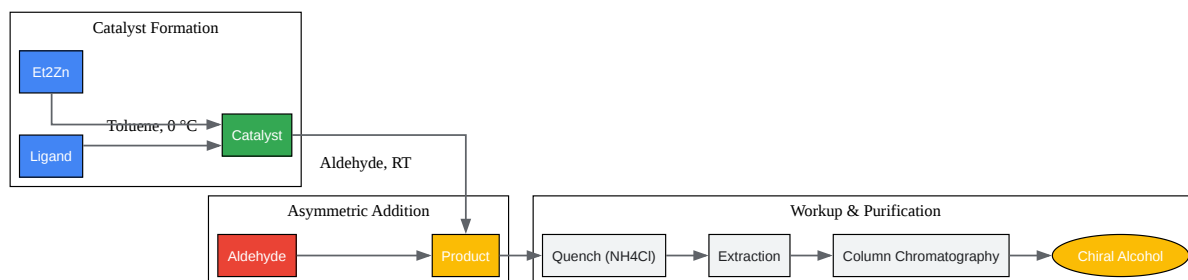 Catalyst Formation
Et2Zn
Toluene, 0 °C
Catalyst
Ligand
Aldehyde, RT
Asymmetric Addition
Aldehyde
Product
Workup & Purification
Quench (NH4Cl)
Extraction
Column Chromatography
Chiral Alcohol